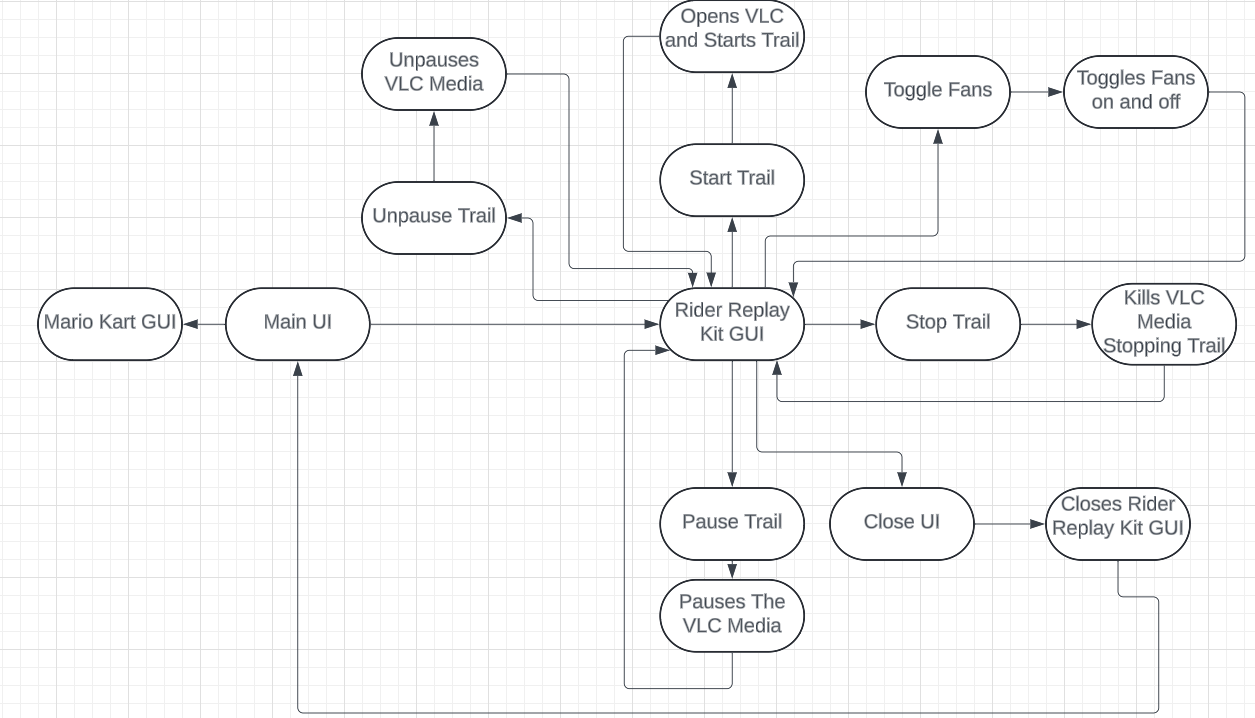 Opens VLC
and Starts Trail
Unpauses
VLC Media
Toggle Fans
Toggles Fans
on and off
Start Trail
Unpause Trail
Mario Kart GUI
Main UI
Rider Replay
Kit GUI
Stop Trail
Kills VLC
Media
Stopping Trail
Pause Trail
Close UI
Closes Rider
Replay Kit GUI
Pauses The
VLC Media